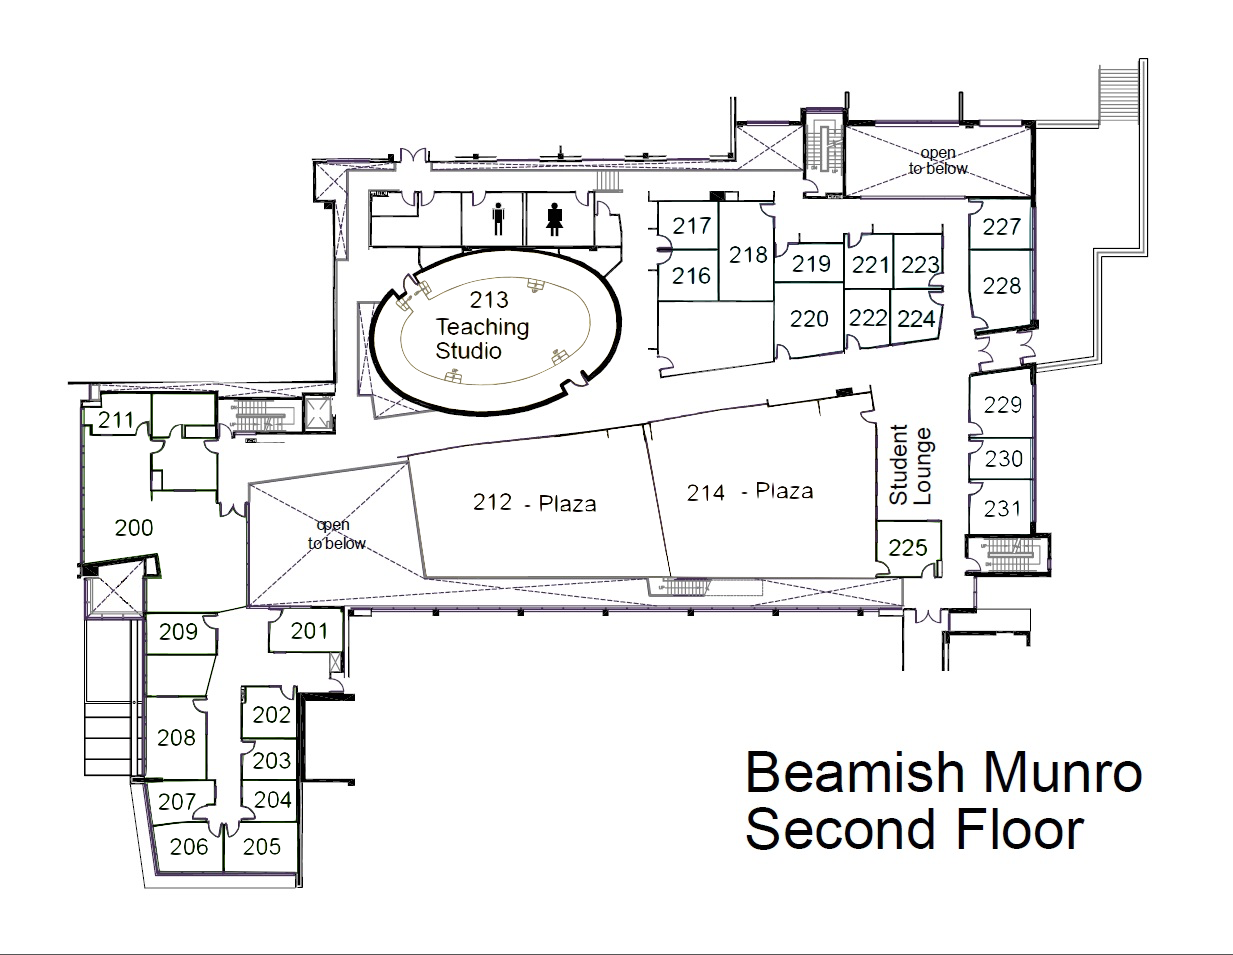 open
to below
217
227
218
216
219
221
223
228
213
Teaching
Studio
220
222
224
211
229
Student
Lounge
230
212 - Plaza
214 - Plaza
231
200
open
to below
225
209
201
202
208
203
207
204
206
205
Beamish Munro
Second Floor